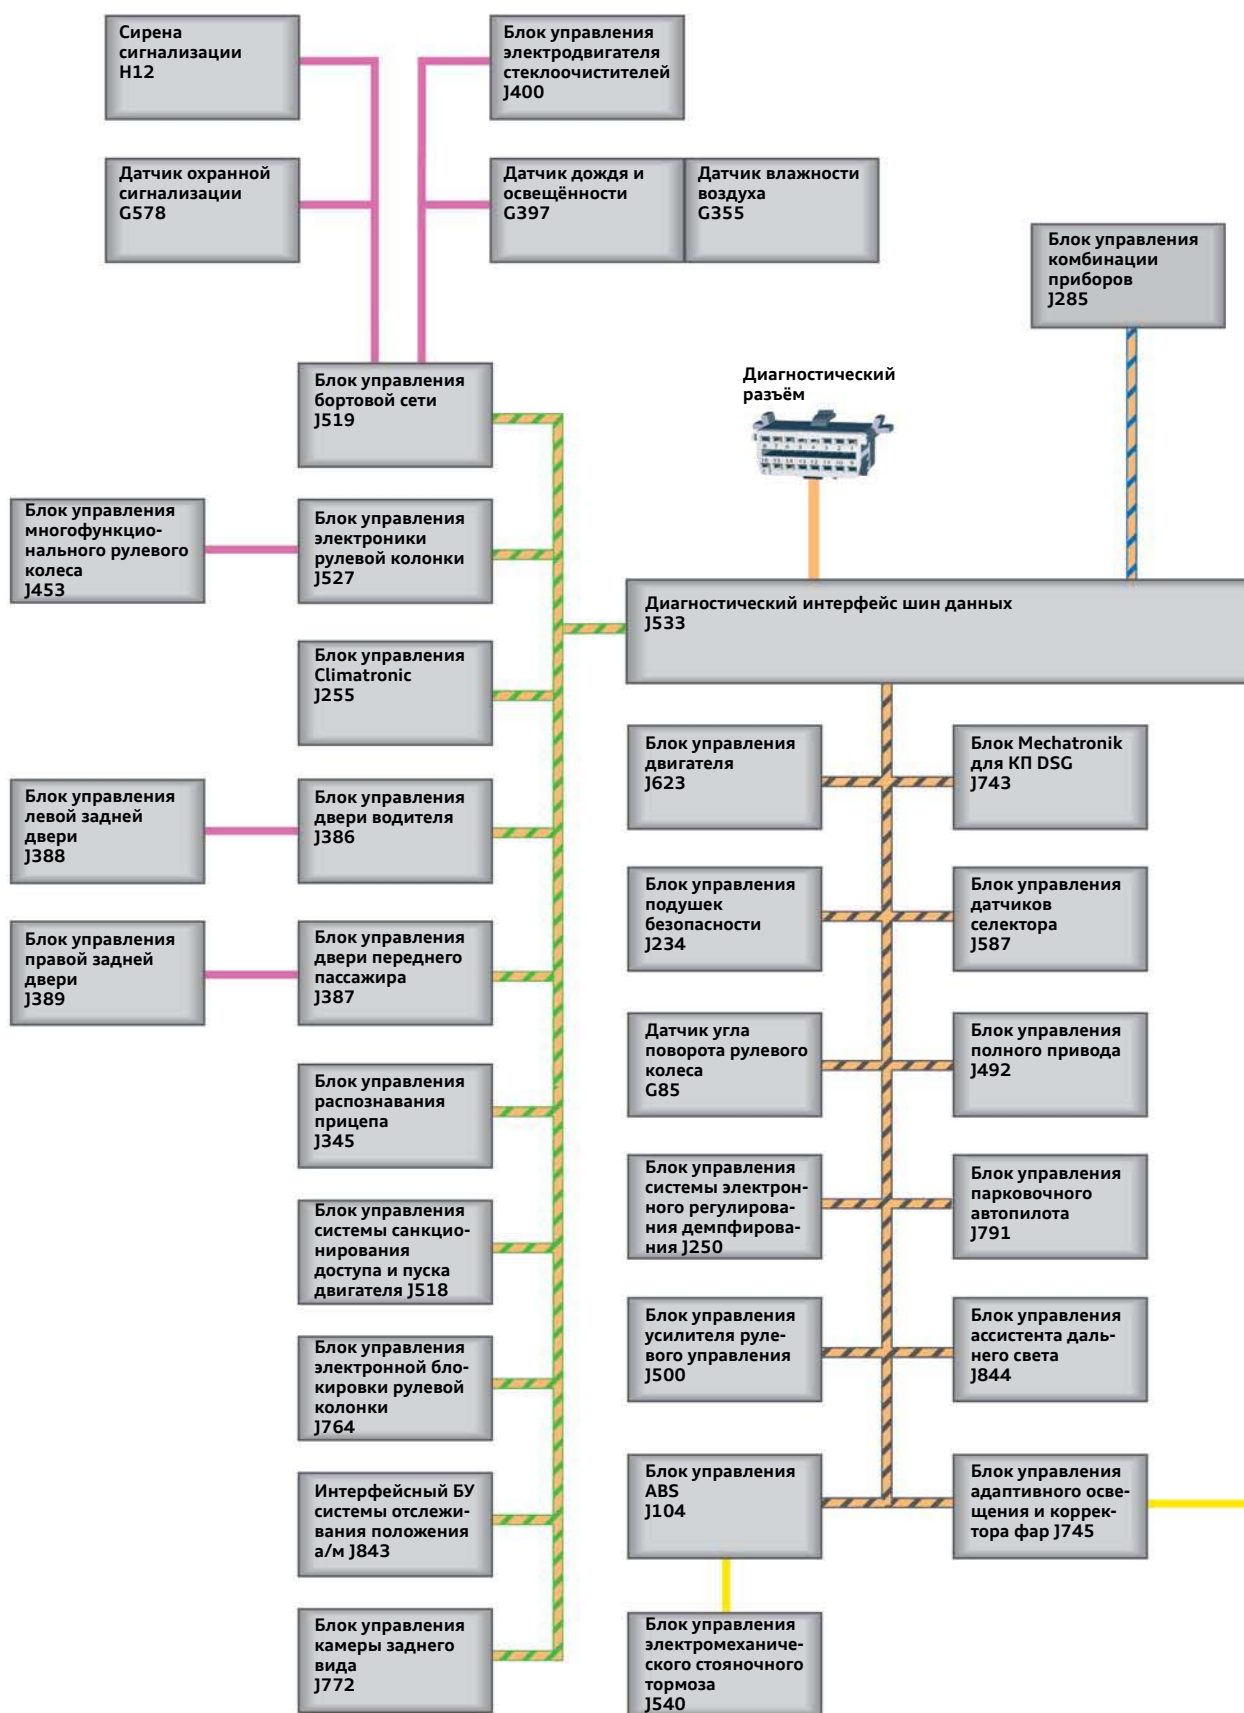 Сирена
сигнализации
H12
Блок управления
электродвигателя
стеклоочистителей
J400
Датчик охранной
сигнализации
G578
Датчик дождя и
освещённости
G397
Датчик влажности
воздуха
G355
Блок управления
комбинации
приборов
J285
Блок управления
бортовой сети
J519
Диагностический
разъём
Блок управления
многофункцио-
нального рулевого
колеса
J453
Блок управления
электроники
рулевой колонки
J527
Диагностический интерфейс шин данных
J533
Блок управления
Climatronic
J255
Блок управления
левой задней
двери
J388
Блок управления
двери водителя
J386
Блок управления
правой задней
двери
J389
Блок управления
двери переднего
пассажира
J387
Блок управления
распознавания
прицепа
J345
Блок управления
системы санкцио-
нирования
доступа и пуска
двигателя J518
Блок управления
электронной бло-
кировки рулевой
колонки
J764
Интерфейсный БУ
системы отслежи-
вания положения
а/м J843
Блок управления
камеры заднего
вида
J772
Блок управления
двигателя
J623
Блок Mechatronik
для КП DSG
J743
Блок управления
подушек
безопасности
J234
Блок управления
датчиков
селектора
J587
Датчик угла
поворота рулевого
колеса
G85
Блок управления
полного привода
J492
Блок управления
системы электрон-
ного регулирова-
ния демпфирова-
ния J250
Блок управления
парковочного
автопилота
J791
Блок управления
усилителя руле-
вого управления
J500
Блок управления
ассистента даль-
него света
J844
Блок управления
ABS
J104
Блок управления
адаптивного осве-
щения и коррек-
тора фар J745
Блок управления
электромеханиче-
ского стояночного
тормоза
J540